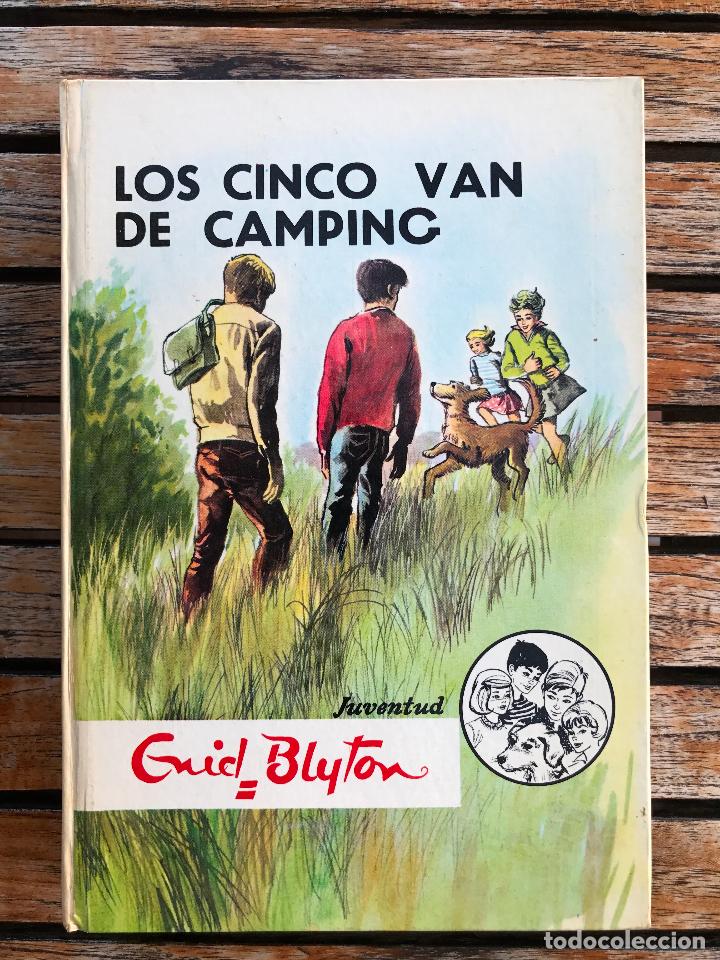 LOS CINCO VAN
DE CAMPING
Juventud
Enid Blyton
todocoleccion